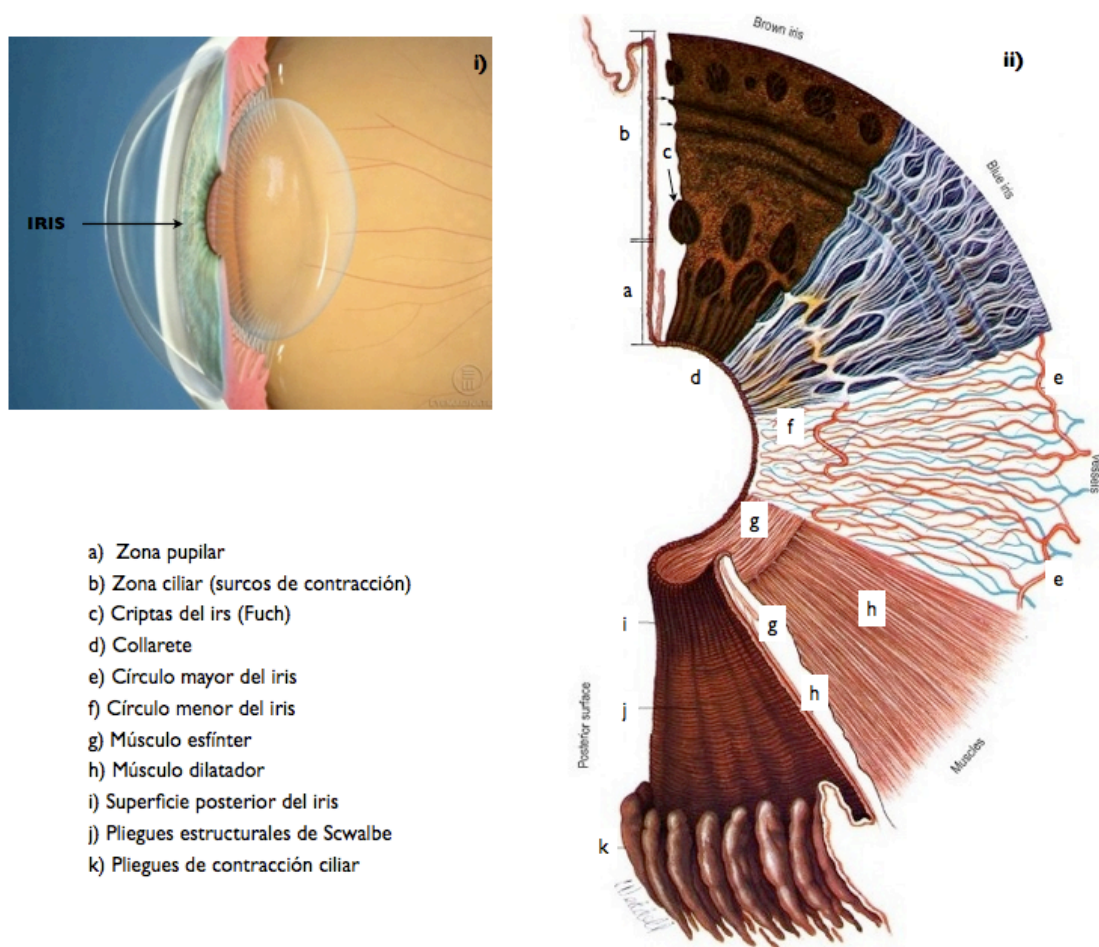 i)
IRIS
ii)
Brown iris
Blue iris
b
c
a
d
e
f
Vessels
g
e
h
g
i
h
j
Posterior surface
Muscles
k
a) Zona pupilar
b) Zona ciliar (surcos de contracción)
c) Criptas del irs (Fuch)
d) Collarete
e) Círculo mayor del iris
f) Círculo menor del iris
g) Músculo esfínter
h) Músculo dilatador
i) Superficie posterior del iris
j) Pliegues estructurales de Scwalbe
k) Pliegues de contracción ciliar